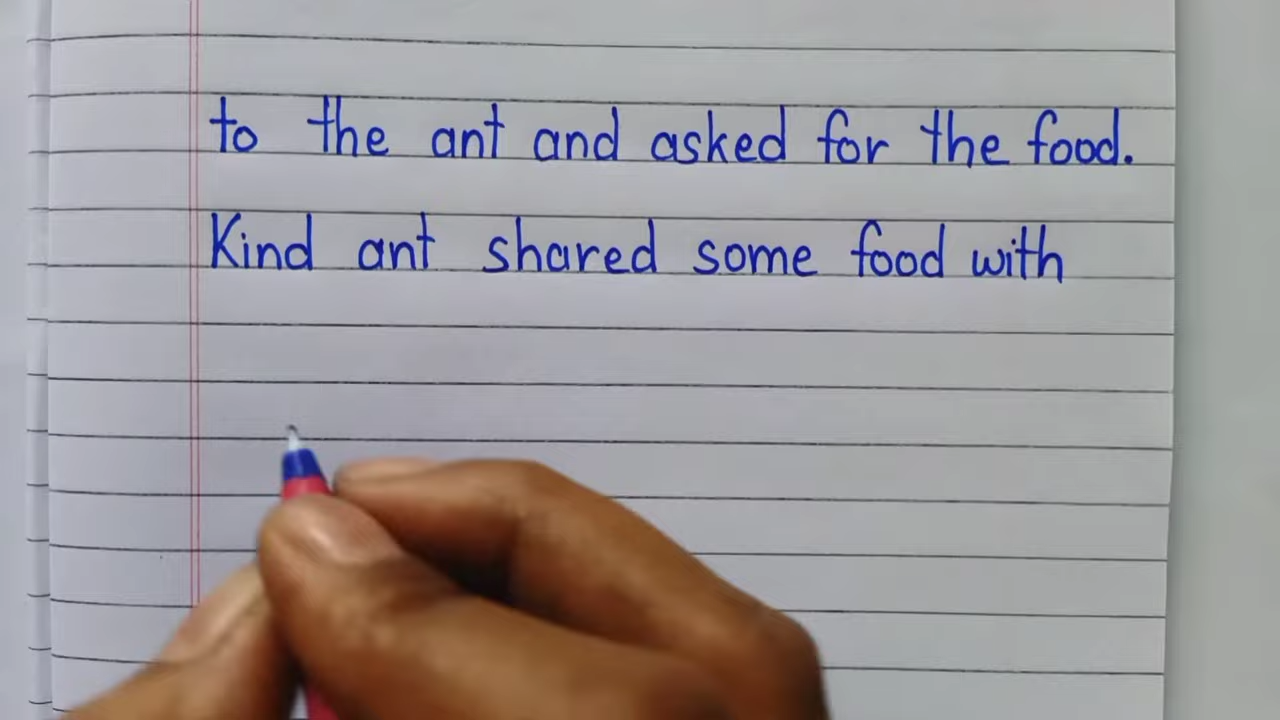 to the ant and asked for the food.
Kind ant shared some food with